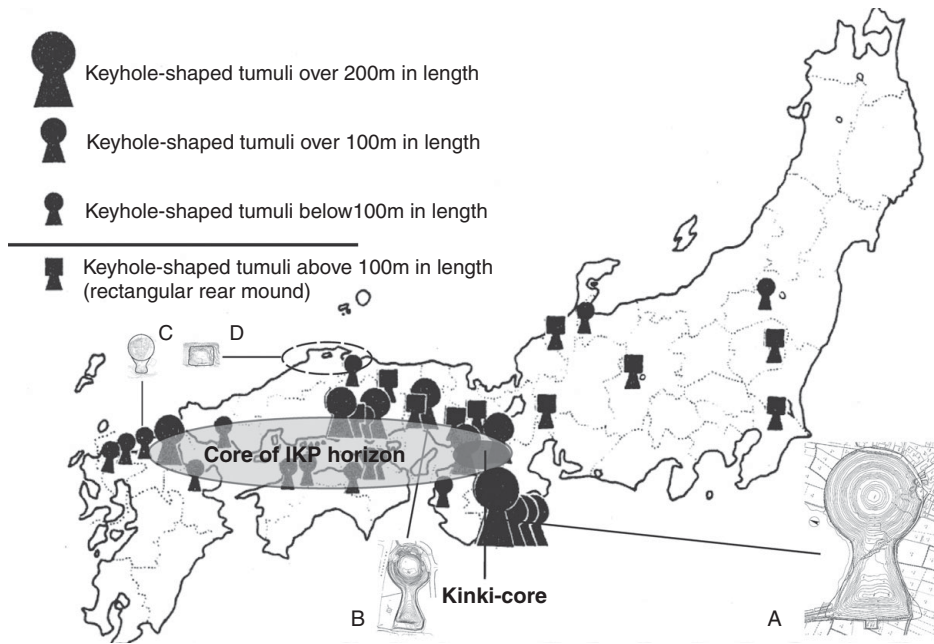 Keyhole-shaped tumuli over 200m in length
Keyhole-shaped tumuli over 100m in length
Keyhole-shaped tumuli below100m in length
Keyhole-shaped tumuli above 100m in length
(rectangular rear mound)
C
D
Core of IKP horizon
B
Kinki-core
A